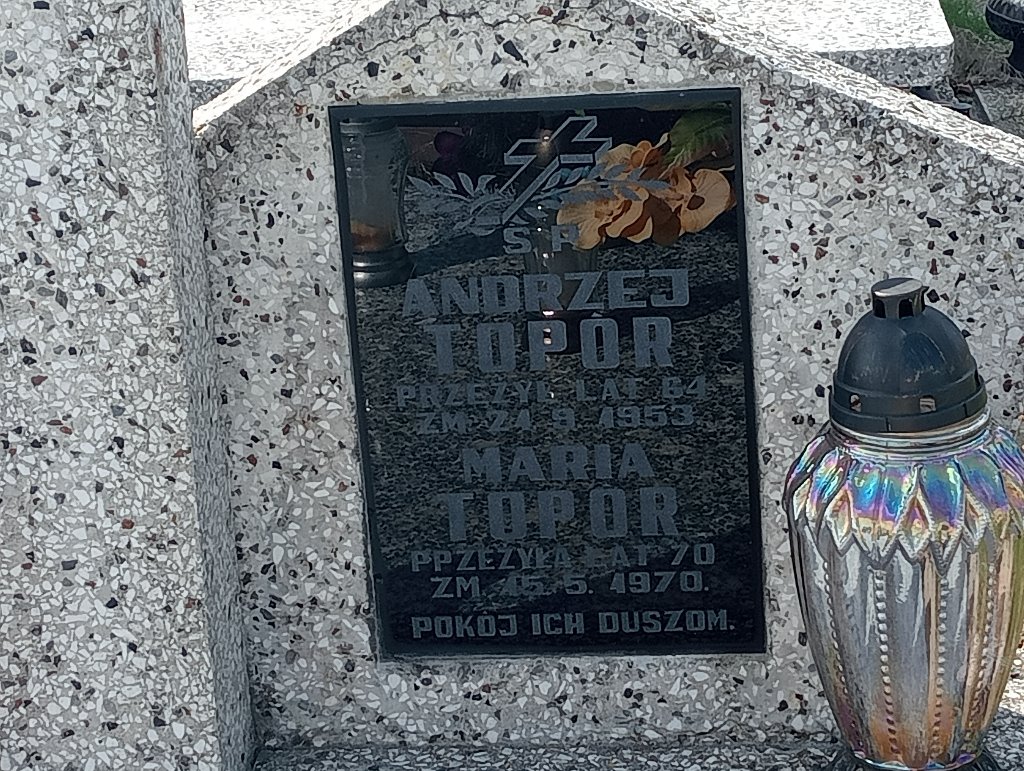 Ś.P.
ANDRZEJ
TOPÓR
PRZEŻYŁ LAT 64
ZM 24 9. 1953
MARIA
TOPÓR
PRZEŻYŁA LAT 70
ZM 15. 5. 1970.
POKÓJ ICH DUSZOM.